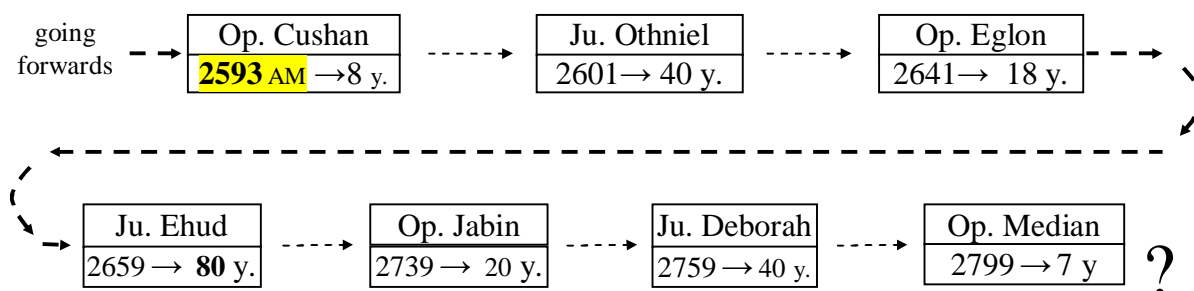 going
forwards
Op. Cushan
2593 AM → 8 y.
Ju. Othniel
2601→ 40 y.
Op. Eglon
2641→ 18 y.
Ju. Ehud
2659 → 80 y.
Op. Jabin
2739 → 20 y.
Ju. Deborah
2759 → 40 y.
Op. Median
2799 → 7 y
?